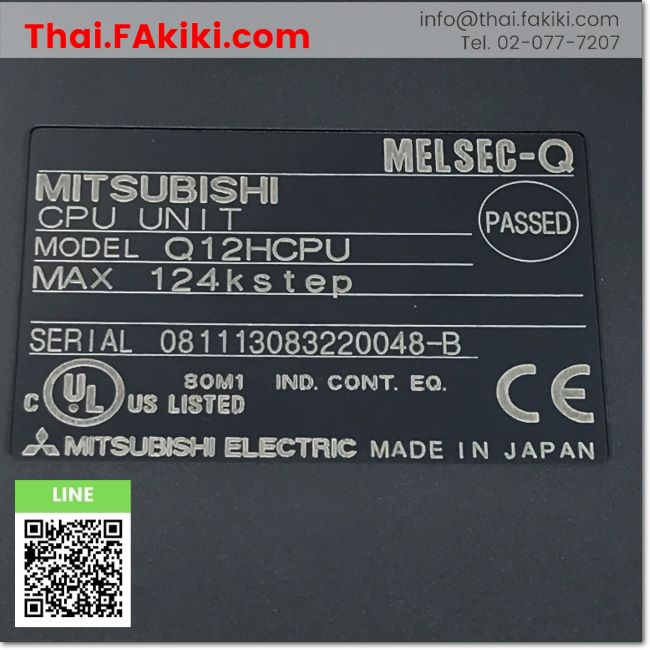 Thai.FAkiki.com
info@thai.fakiki.com
Tel. 02-077-7207
MELSEC-Q
MITSUBISHI
CPU UNIT
PASSED
MODEL Q12HCPU
MAX 124kstep
SERIAL 081113083220048-B
C UL US LISTED
80M1 IND. CONT. EQ.
CE
MITSUBISHI ELECTRIC MADE IN JAPAN
LINE